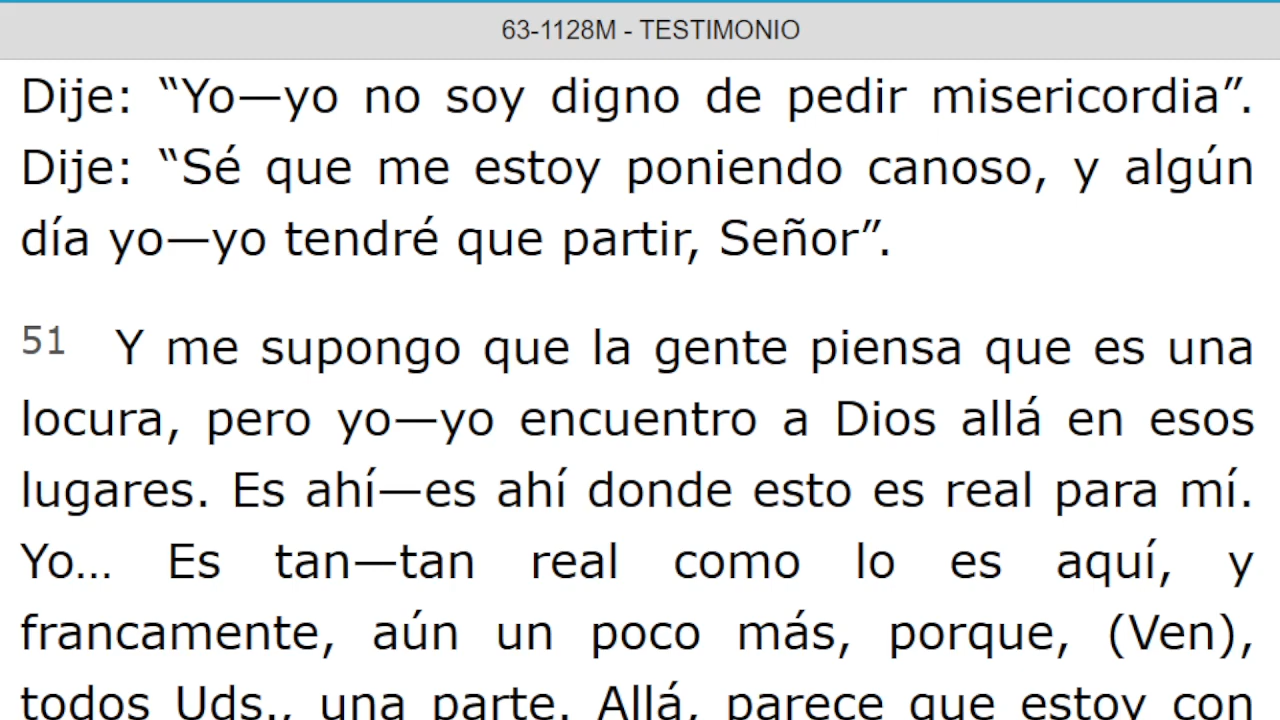 63-1128M - TESTIMONIO
Dije: “Yo—yo no soy digno de pedir misericordia”.
Dije: “Sé que me estoy poniendo canoso, y algún
día yo—yo tendré que partir, Señor”.
51 Y me supongo que la gente piensa que es una
locura, pero yo—yo encuentro a Dios allá en esos
lugares. Es ahí—es ahí donde esto es real para mí.
Yo… Es tan—tan real como lo es aquí, y
francamente, aún un poco más, porque, (Ven),
todos Uds., una parte. Allá, parece que estoy con